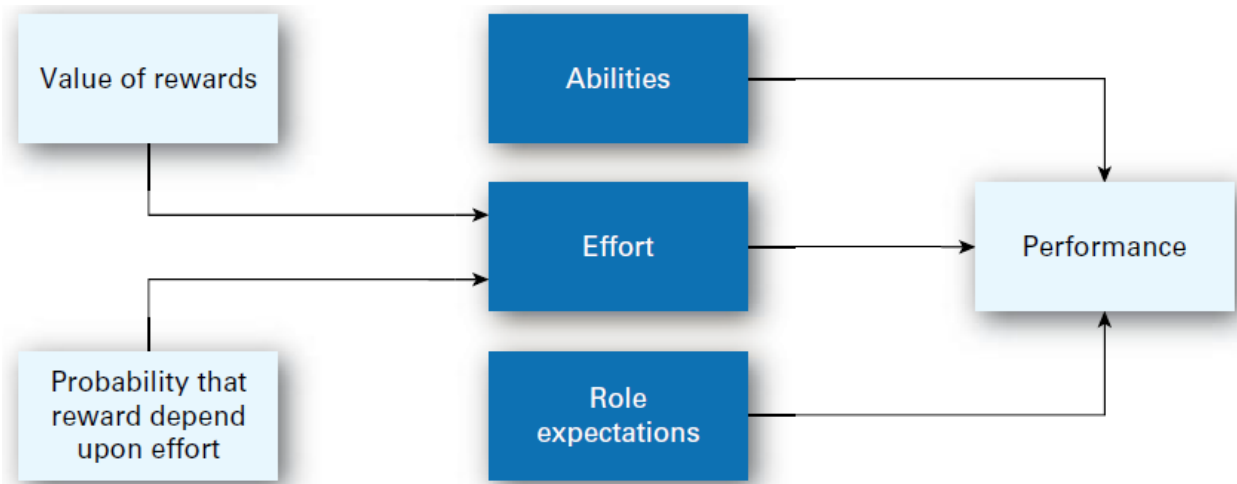 Value of rewards
Abilities
Effort
Performance
Probability that
reward depend
upon effort
Role
expectations